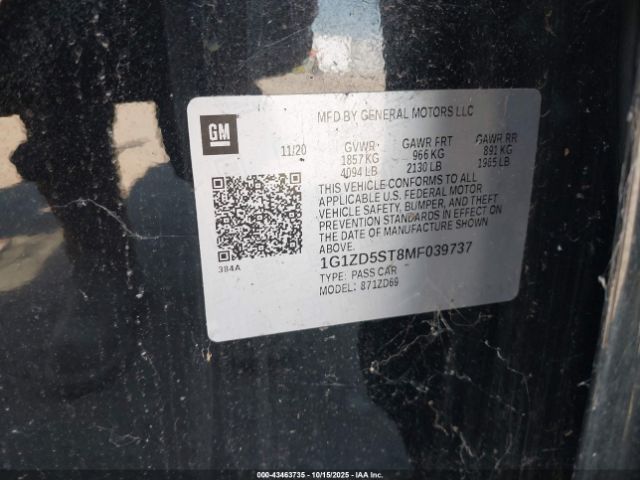 MFD BY GENERAL MOTORS LLC
GM
11/20 GVWR GAWR FRT GAWR RR
1857 KG 966 KG 891 KG
4094 LB 2130 LB 1965 LB
THIS VEHICLE CONFORMS TO ALL
APPLICABLE U.S. FEDERAL MOTOR
VEHICLE SAFETY, BUMPER, AND THEFT
PREVENTION STANDARDS IN EFFECT ON
THE DATE OF MANUFACTURE SHOWN
ABOVE.
384A
1G1ZD5ST8MF039737
TYPE: PASS CAR
MODEL: 871ZD69
000-43463735 - 10/15/2025 - IAA Inc.